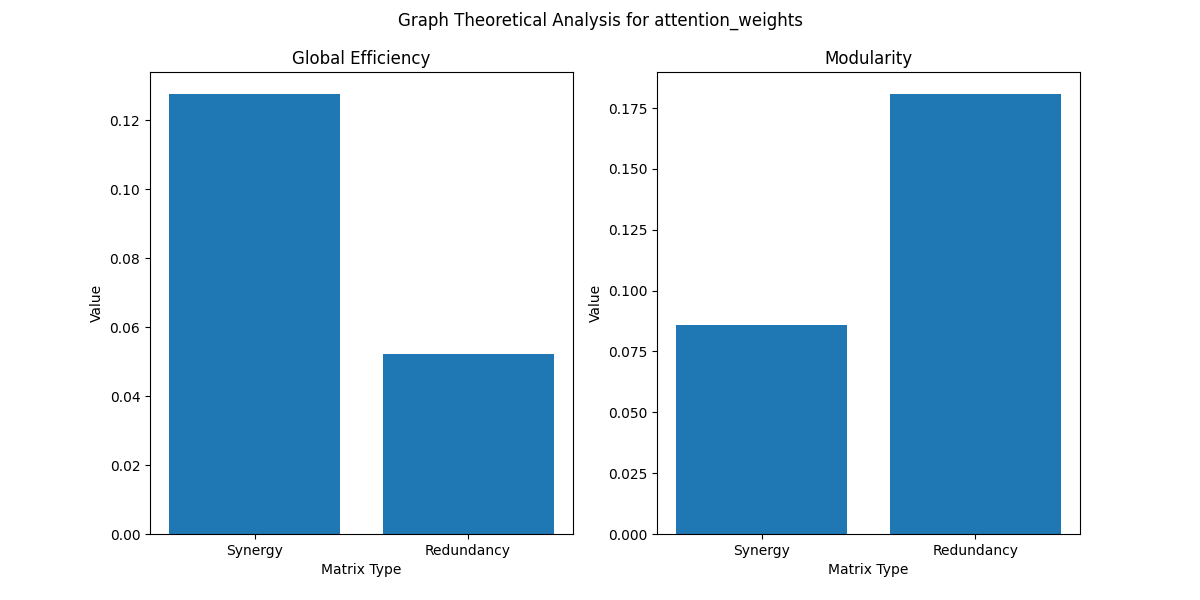 Graph Theoretical Analysis for attention_weights
Global Efficiency
0.12
0.10
0.08
0.06
0.04
0.02
0.00
Value
Synergy
Redundancy
Matrix Type
Modularity
0.175
0.150
0.125
0.100
0.075
0.050
0.025
0.000
Value
Synergy
Redundancy
Matrix Type